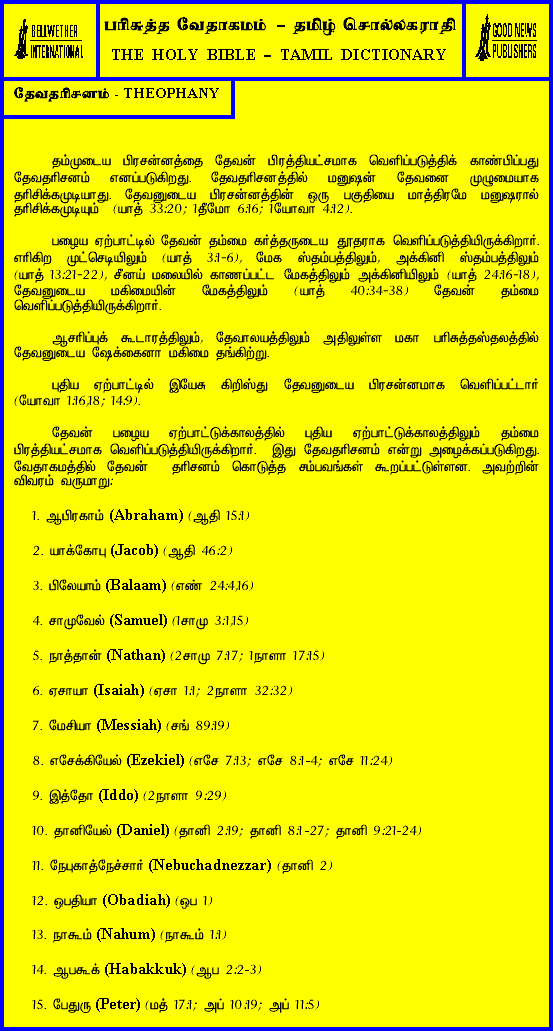 BELLWETHER
INTERNATIONAL
பரிசுத்த வேதாகமம் – தமிழ் சொல்லகராதி
THE HOLY BIBLE – TAMIL DICTIONARY
GOOD NEWS
PUBLISHERS
தேவதரிசனம் - THEOPHANY
தம்முடைய பிரசன்னத்தை தேவன் பிரத்தியட்சமாக வெளிப்படுத்திக் காண்பிப்பது
தேவதரிசனம் எனப்படுகிறது. தேவதரிசனத்தில் மனுஷன் தேவனை முழுமையாக
தரிசிக்கமுடியாது. தேவனுடைய பிரசன்னத்தின் ஒரு பகுதியை மாத்திரமே மனுஷரால்
தரிசிக்கமுடியும் (யாத் 33:20; 1தீமோ 6:16; 1யோவா 4:12).
பழைய ஏற்பாட்டில் தேவன் தம்மை கர்த்தருடைய தூதராக வெளிப்படுத்தியிருக்கிறார்.
எரிகிற முட்செடியிலும் (யாத் 3:1-6), மேக ஸ்தம்பத்திலும், அக்கினி ஸ்தம்பத்திலும்
(யாத் 13:21-22), சீனாய் மலையில் காணப்பட்ட மேகத்திலும் அக்கினியிலும் (யாத் 24:16-18),
தேவனுடைய மகிமையின் மேகத்திலும் (யாத் 40:34-38) தேவன் தம்மை
வெளிப்படுத்தியிருக்கிறார்.
ஆசரிப்புக் கூடாரத்திலும், தேவாலயத்திலும் அதிலுள்ள மகா பரிசுத்தஸ்தலத்தில்
தேவனுடைய ஷேக்கைனா மகிமை தங்கிற்று.
புதிய ஏற்பாட்டில் இயேசு கிறிஸ்து தேவனுடைய பிரசன்னமாக வெளிப்பட்டார்
(யோவா 1:16,18; 14:9).
தேவன் பழைய ஏற்பாட்டுக்காலத்தில் புதிய ஏற்பாட்டுக்காலத்திலும் தம்மை
பிரத்தியட்சமாக வெளிப்படுத்தியிருக்கிறார். இது தேவதரிசனம் என்று அழைக்கப்படுகிறது.
வேதாகமத்தில் தேவன் தரிசனம் கொடுத்த சம்பவங்கள் கூறப்பட்டுள்ளன. அவற்றின்
விவரம் வருமாறு:
1. ஆபிரகாம் (Abraham) (ஆதி 15:1)
2. யாக்கோபு (Jacob) (ஆதி 46:2)
3. பிலேயாம் (Balaam) (எண் 24:4,16)
4. சாமுவேல் (Samuel) (1சாமு 3:1,15)
5. நாத்தான் (Nathan) (2சாமு 7:17; 1நாளா 17:15)
6. ஏசாயா (Isaiah) (ஏசா 1:1; 2நாளா 32:32)
7. மேசியா (Messiah) (சங் 89:19)
8. எசேக்கியேல் (Ezekiel) (எசே 7:13; எசே 8:1-4; எசே 11:24)
9. இத்தோ (Iddo) (2நாளா 9:29)
10. தானியேல் (Daniel) (தானி 2:19; தானி 8:1-27; தானி 9:21-24)
11. நேபுகாத்நேச்சார் (Nebuchadnezzar) (தானி 2)
12. ஒபதியா (Obadiah) (ஒப 1)
13. நாகூம் (Nahum) (நாகூம் 1:1)
14. ஆபகூக் (Habakkuk) (ஆப 2:2-3)
15. பேதுரு (Peter) (மத் 17:1; அப் 10:19; அப் 11:5)